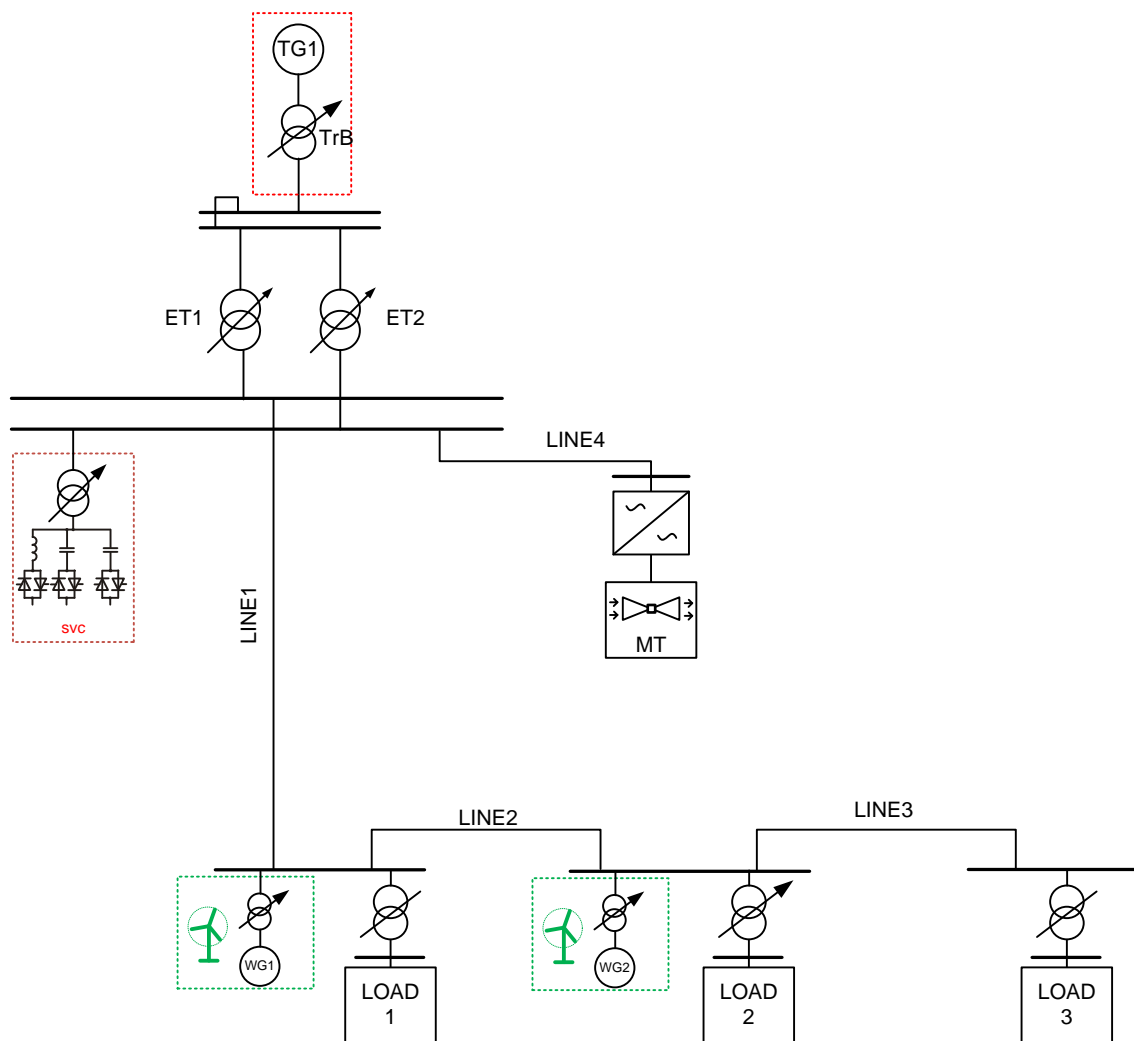 TG1
TrB
ET1
ET2
LINE4
svc
LINE1
MT
LINE2
LINE3
WG1
LOAD
1
WG2
LOAD
2
LOAD
3